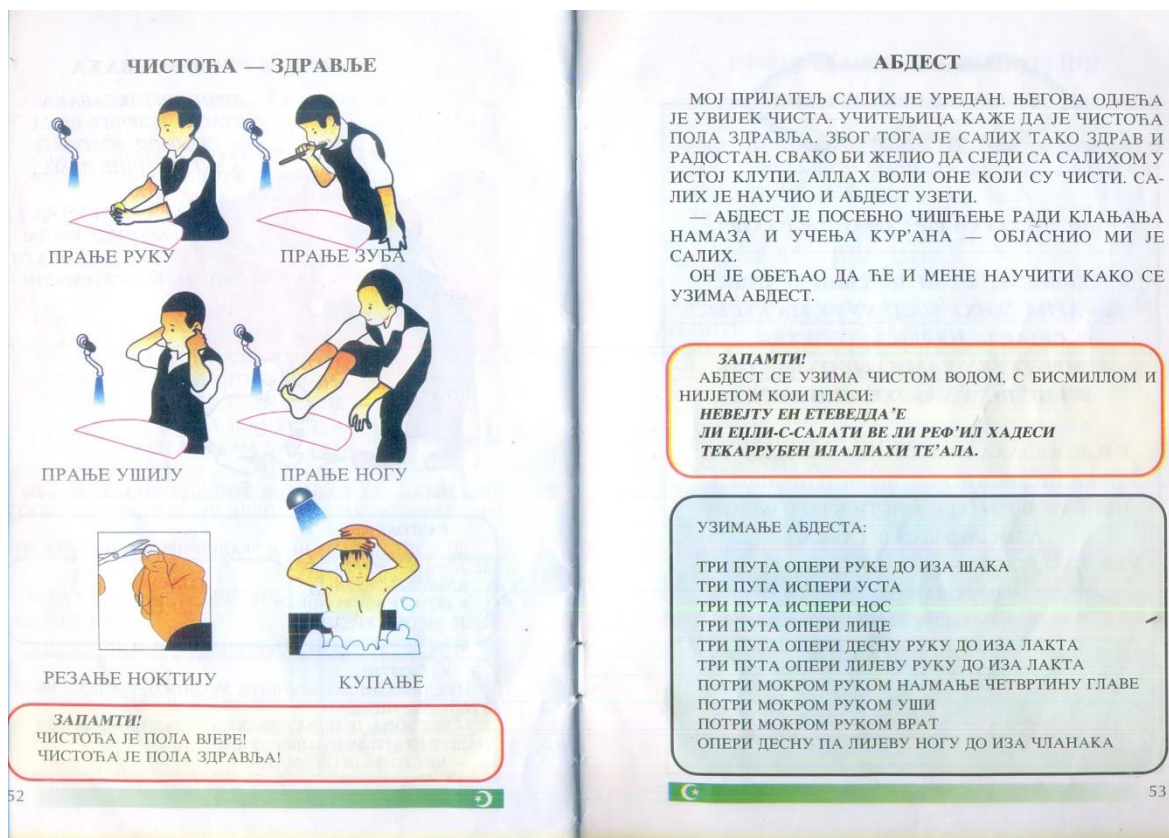 ЧИСТОЋА — ЗДРАВЉЕ
ПРАЊЕ РУКУ
ПРАЊЕ ЗУБА
ПРАЊЕ УШИЈУ
ПРАЊЕ НОГУ
РЕЗАЊЕ НОКТИЈУ
КУПАЊЕ
ЗАПАМТИ!
ЧИСТОЋА ЈЕ ПОЛА ВЈЕРЕ!
ЧИСТОЋА ЈЕ ПОЛА ЗДРАВЉА!
52
АБДЕСТ
МОЈ ПРИЈАТЕЉ САЛИХ ЈЕ УРЕДАН. ЊЕГОВА ОДЈЕЋА
ЈЕ УВИЈЕК ЧИСТА. УЧИТЕЉИЦА КАЖЕ ДА ЈЕ ЧИСТОЋА
ПОЛА ЗДРАВЉА. ЗБОГ ТОГА ЈЕ САЛИХ ТАКО ЗДРАВ И
РАДОСТАН. СВАКО БИ ЖЕЛИО ДА СЈЕДИ СА САЛИХОМ У
ИСТОЈ КЛУПИ. АЛЛАХ ВОЛИ ОНЕ КОЈИ СУ ЧИСТИ. СА-
ЛИХ ЈЕ НАУЧИО И АБДЕСТ УЗЕТИ.
— АБДЕСТ ЈЕ ПОСЕБНО ЧИШЋЕЊЕ РАДИ КЛАЊАЊА
НАМАЗА И УЧЕЊА КУР’АНА — ОБЈАСНИО МИ ЈЕ
САЛИХ.
ОН ЈЕ ОБЕЋАО ДА ЋЕ И МЕНЕ НАУЧИТИ КАКО СЕ
УЗИМА АБДЕСТ.
ЗАПАМТИ!
АБДЕСТ СЕ УЗИМА ЧИСТОМ ВОДОМ, С БИСМИЛЛОМ И
НИЈЈЕТОМ КОЈИ ГЛАСИ:
НЕВЕЈТУ ЕН ЕТЕВЕДДА’Е
ЛИ ЕЏЛИ-С-САЛАТИ ВЕ ЛИ РЕФ’ИЛ ХАДЕСИ
ТЕКАРРУБЕН ИЛАЛЛАХИ ТЕ’АЛА.
УЗИМАЊЕ АБДЕСТА:
ТРИ ПУТА ОПЕРИ РУКЕ ДО ИЗА ШАКА
ТРИ ПУТА ИСПЕРИ УСТА
ТРИ ПУТА ИСПЕРИ НОС
ТРИ ПУТА ОПЕРИ ЛИЦЕ
ТРИ ПУТА ОПЕРИ ДЕСНУ РУКУ ДО ИЗА ЛАКТА
ТРИ ПУТА ОПЕРИ ЛИЈЕВУ РУКУ ДО ИЗА ЛАКТА
ПОТРИ МОКРОМ РУКОМ НАЈМАЊЕ ЧЕТВРТИНУ ГЛАВЕ
ПОТРИ МОКРОМ РУКОМ УШИ
ПОТРИ МОКРОМ РУКОМ ВРАТ
ОПЕРИ ДЕСНУ ПА ЛИЈЕВУ НОГУ ДО ИЗА ЧЛАНАКА
53